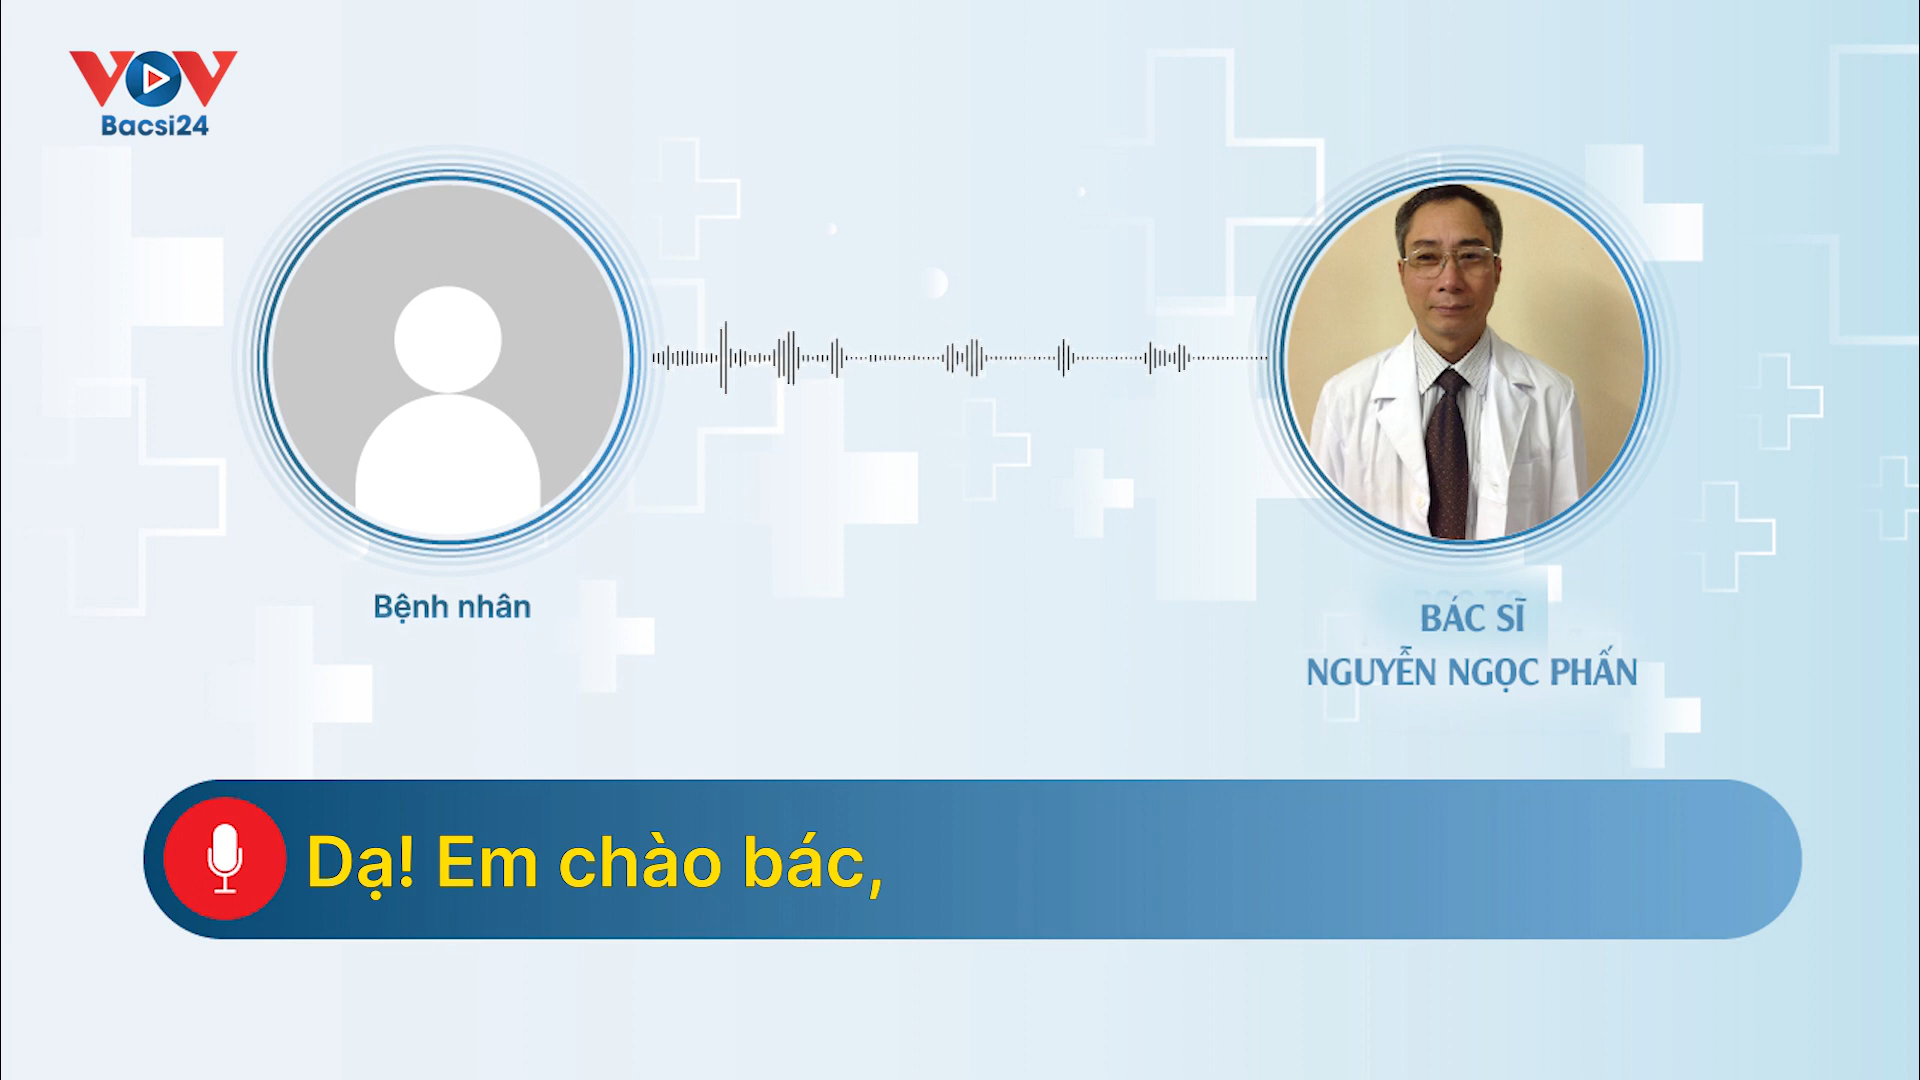 VOV
Bacsi24
Bệnh nhân
BÁC SĨ
NGUYỄN NGỌC PHẤN
Dạ! Em chào bác,